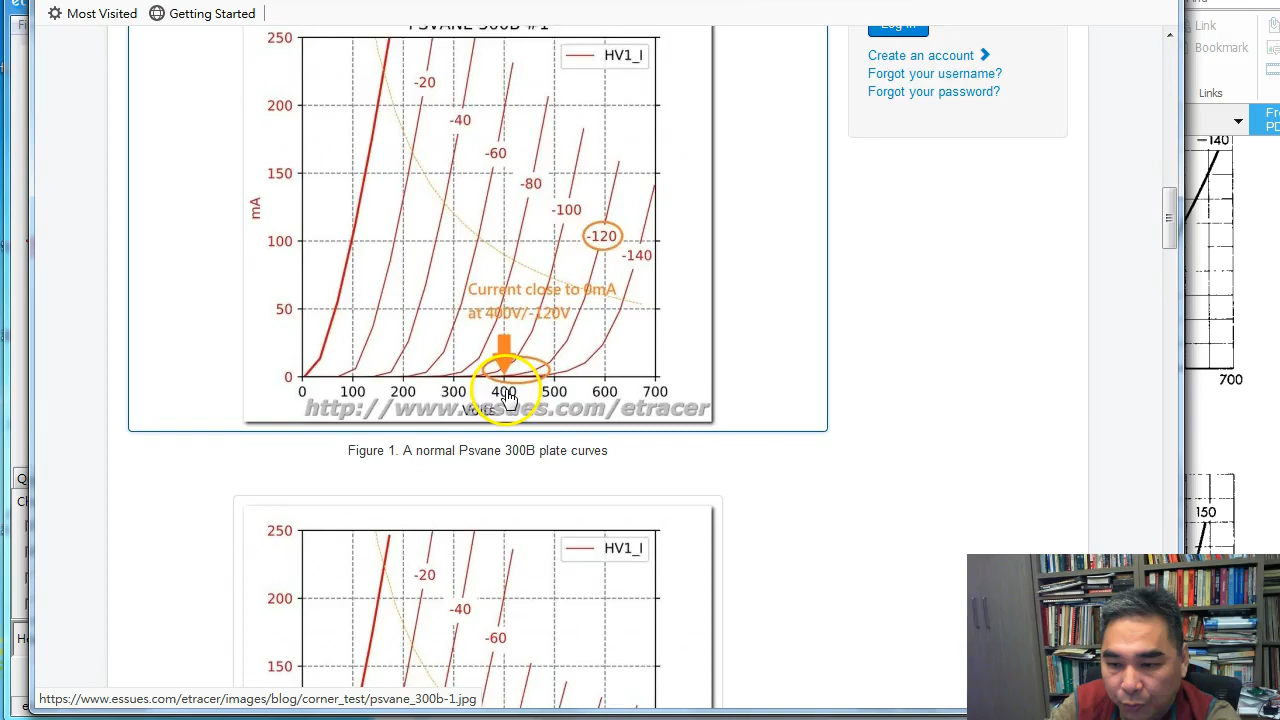 Most Visited
Getting Started
PSVANE 300B #1
250
200
150
100
50
0
mA
HV1_I
-20
-40
-60
-80
-100
-120
-140
Current close to 0mA
at 400V/-120V
0 100 200 300 400 500 600 700
Volts
http://www.essues.com/etracer
Figure 1. A normal Psvane 300B plate curves
250
200
150
HV1_I
-20
-40
-60
https://www.essues.com/etracer/images/blog/corner_test/psvane_300b-1.jpg
Create an account
Forgot your username?
Forgot your password?
Find
Link
Bookmark
Links
-140
700
150